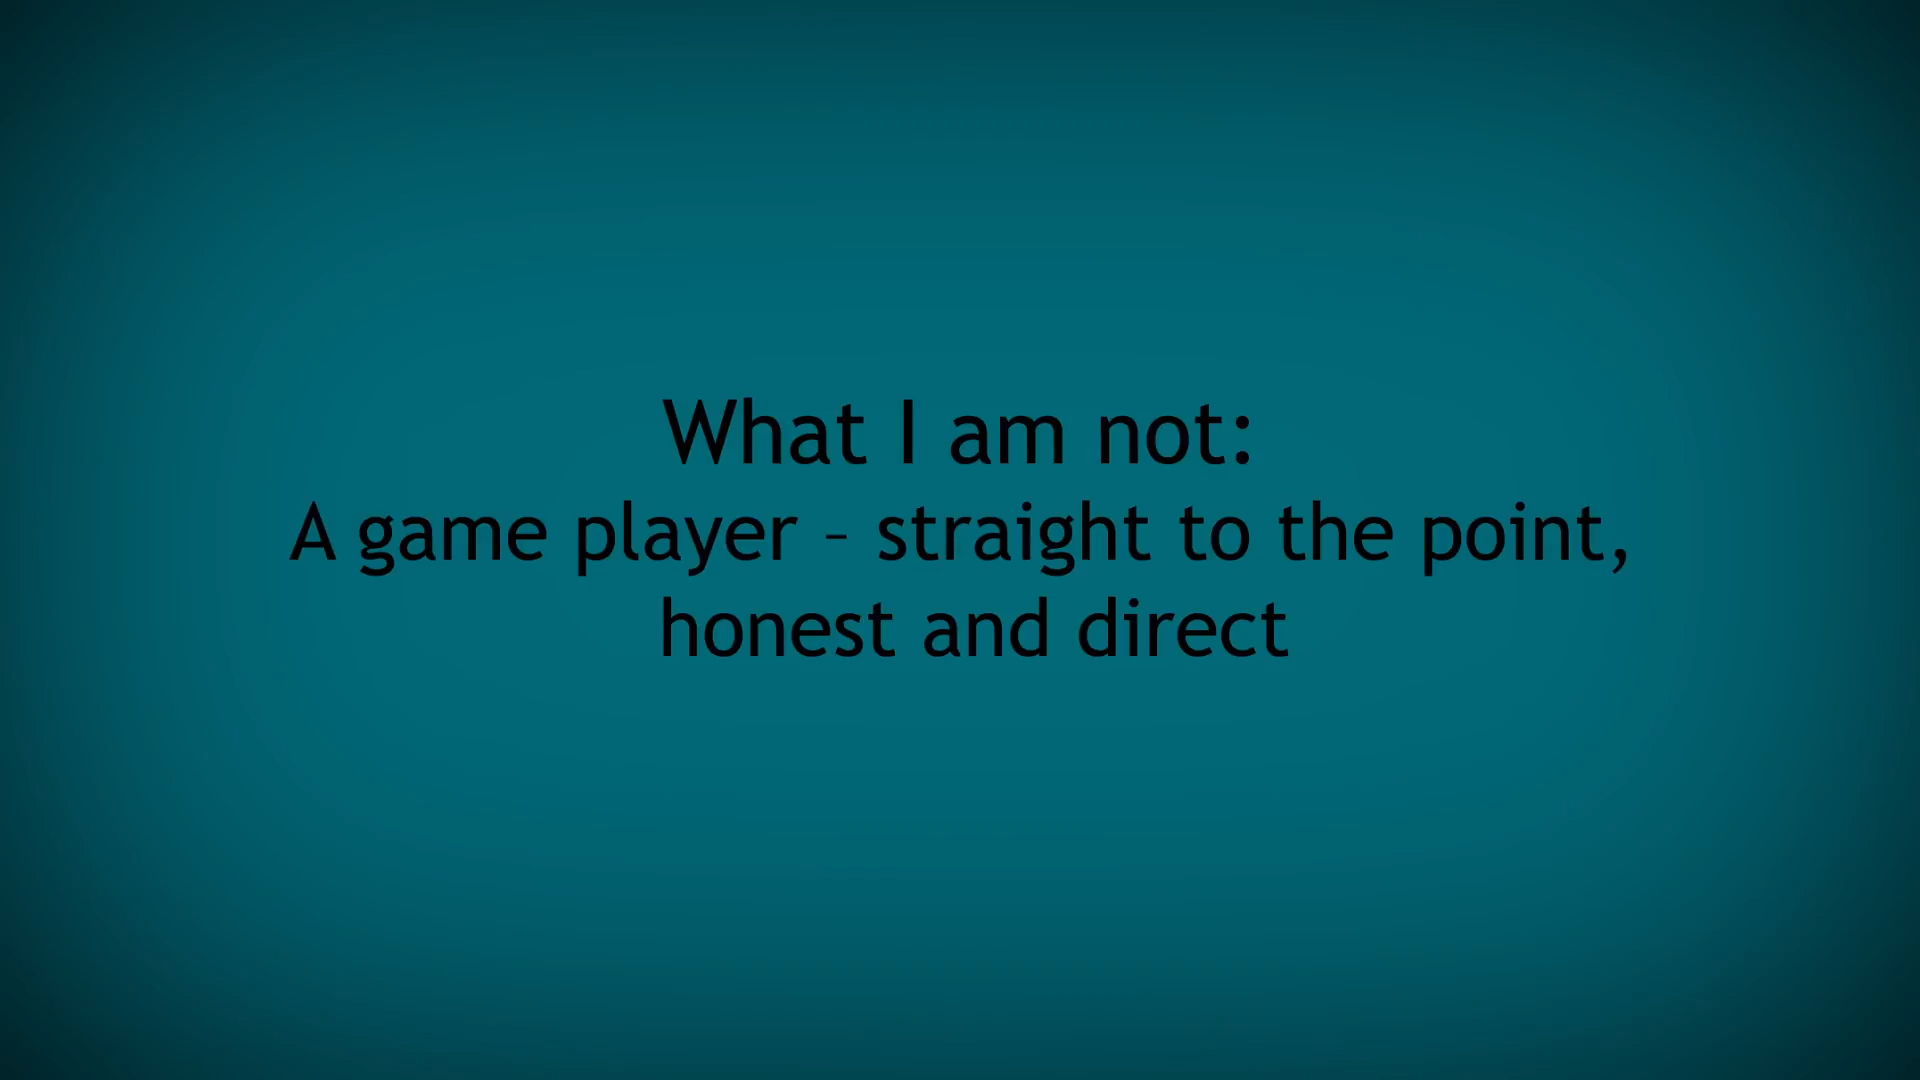 What I am not:
A game player – straight to the point,
honest and direct